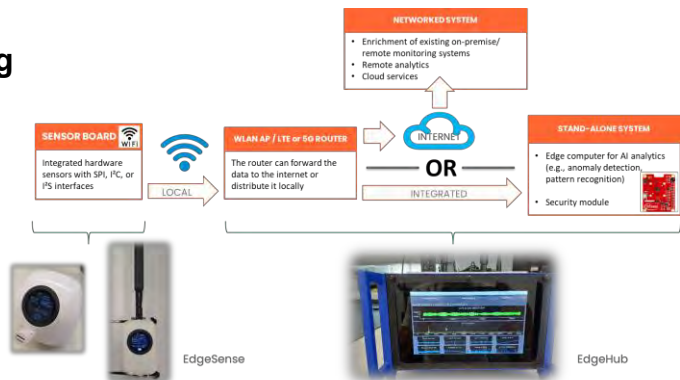 g
NETWORKED SYSTEM
• Enrichment of existing on-premise/
remote monitoring systems
• Remote analytics
• Cloud services
SENSOR BOARD
WiFi
Integrated hardware
sensors with SPI, I²C, or
I²S interfaces
LOCAL
WLAN AP / LTE or 5G ROUTER
The router can forward the
data to the internet or
distribute it locally
INTERNET
OR
INTEGRATED
STAND-ALONE SYSTEM
• Edge computer for AI analytics
(e.g., anomaly detection,
pattern recognition)
• Security module
EdgeSense
EdgeHub